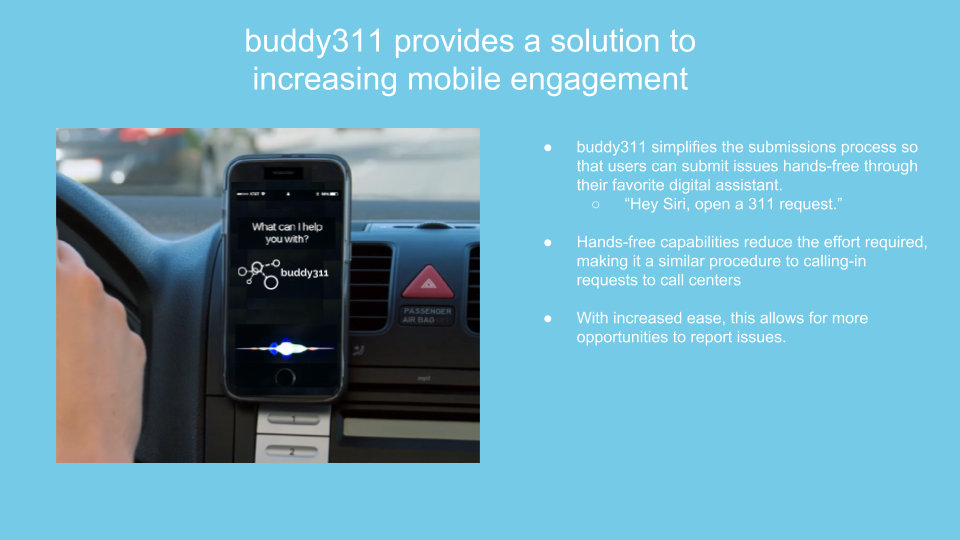 buddy311 provides a solution to
increasing mobile engagement
AT&T
What can I help
you with?
buddy311
PASSENGER
AIR BAG
1
2
● buddy311 simplifies the submissions process so
that users can submit issues hands-free through
their favorite digital assistant.
○ “Hey Siri, open a 311 request.”
● Hands-free capabilities reduce the effort required,
making it a similar procedure to calling-in
requests to call centers
● With increased ease, this allows for more
opportunities to report issues.